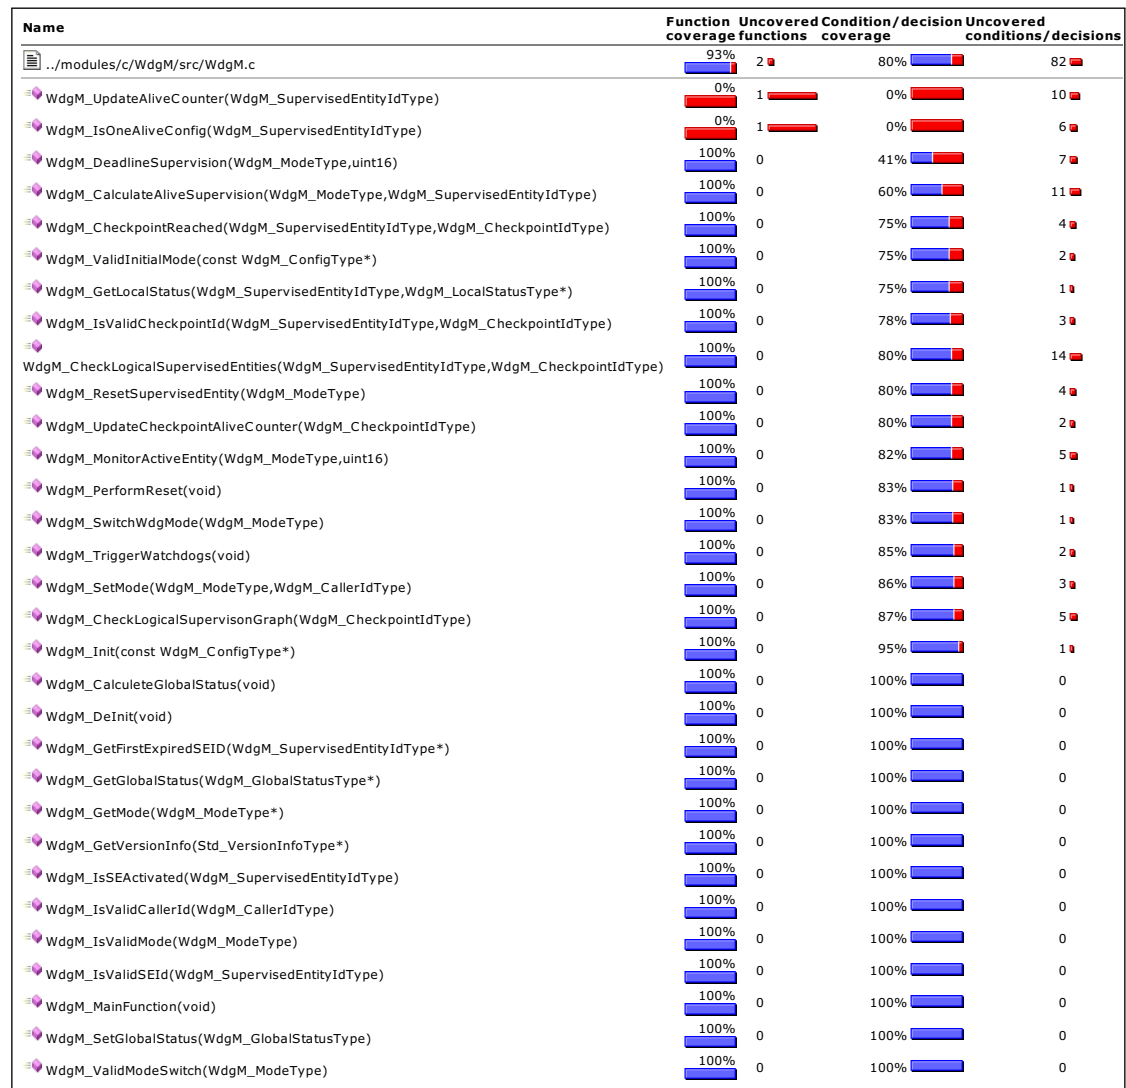 Name Function Uncovered Condition/decision Uncovered
coverage functions coverage conditions/decisions
../modules/c/WdgM/src/WdgM.c 93% 2 80% 82
WdgM_UpdateAliveCounter(WdgM_SupervisedEntityIdType) 0% 1 0% 10
WdgM_IsOneAliveConfig(WdgM_SupervisedEntityIdType) 0% 1 0% 6
WdgM_DeadlineSupervision(WdgM_ModeType,uint16) 100% 0 41% 7
WdgM_CalculateAliveSupervision(WdgM_ModeType,WdgM_SupervisedEntityIdType) 100% 0 60% 11
WdgM_CheckpointReached(WdgM_SupervisedEntityIdType,WdgM_CheckpointIdType) 100% 0 75% 4
WdgM_ValidInitialMode(const WdgM_ConfigType*) 100% 0 75% 2
WdgM_GetLocalStatus(WdgM_SupervisedEntityIdType,WdgM_LocalStatusType*) 100% 0 75% 1
WdgM_IsValidCheckpointId(WdgM_SupervisedEntityIdType,WdgM_CheckpointIdType) 100% 0 78% 3
WdgM_CheckLogicalSupervisedEntities(WdgM_SupervisedEntityIdType,WdgM_CheckpointIdType) 100% 0 80% 14
WdgM_ResetSupervisedEntity(WdgM_ModeType) 100% 0 80% 4
WdgM_UpdateCheckpointAliveCounter(WdgM_CheckpointIdType) 100% 0 80% 2
WdgM_MonitorActiveEntity(WdgM_ModeType,uint16) 100% 0 82% 5
WdgM_PerformReset(void) 100% 0 83% 1
WdgM_SwitchWdgMode(WdgM_ModeType) 100% 0 83% 1
WdgM_TriggerWatchdogs(void) 100% 0 85% 2
WdgM_SetMode(WdgM_ModeType,WdgM_CallerIdType) 100% 0 86% 3
WdgM_CheckLogicalSupervisonGraph(WdgM_CheckpointIdType) 100% 0 87% 5
WdgM_Init(const WdgM_ConfigType*) 100% 0 95% 1
WdgM_CalculeteGlobalStatus(void) 100% 0 100% 0
WdgM_DeInit(void) 100% 0 100% 0
WdgM_GetFirstExpiredSEID(WdgM_SupervisedEntityIdType*) 100% 0 100% 0
WdgM_GetGlobalStatus(WdgM_GlobalStatusType*) 100% 0 100% 0
WdgM_GetMode(WdgM_ModeType*) 100% 0 100% 0
WdgM_GetVersionInfo(Std_VersionInfoType*) 100% 0 100% 0
WdgM_IsSEActivated(WdgM_SupervisedEntityIdType) 100% 0 100% 0
WdgM_IsValidCallerId(WdgM_CallerIdType) 100% 0 100% 0
WdgM_IsValidMode(WdgM_ModeType) 100% 0 100% 0
WdgM_IsValidSEId(WdgM_SupervisedEntityIdType) 100% 0 100% 0
WdgM_MainFunction(void) 100% 0 100% 0
WdgM_SetGlobalStatus(WdgM_GlobalStatusType) 100% 0 100% 0
WdgM_ValidModeSwitch(WdgM_ModeType) 100% 0 100% 0